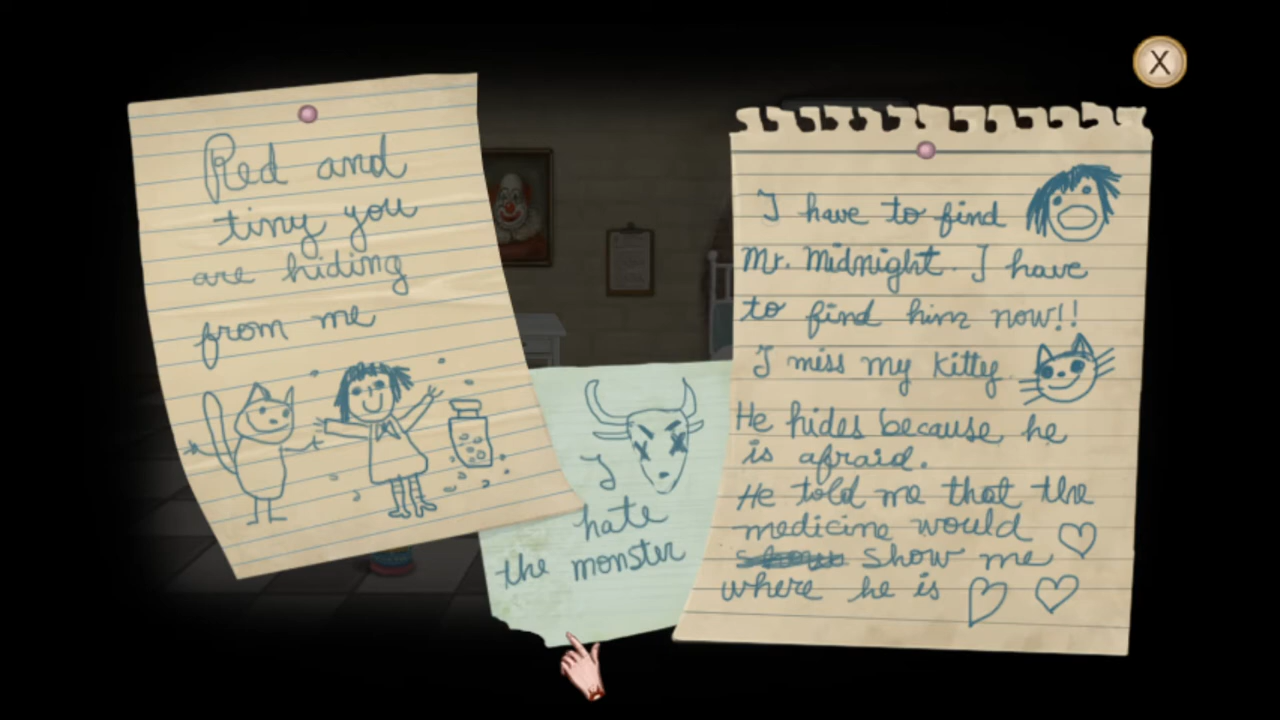 Red and
tiny you
are hiding
from me
I
hate
the monster
I have to find
Mr. Midnight. I have
to find him now!!
I miss my Kitty
He hides because he
is afraid.
He told me that the
medicine would
show me
where he is
X